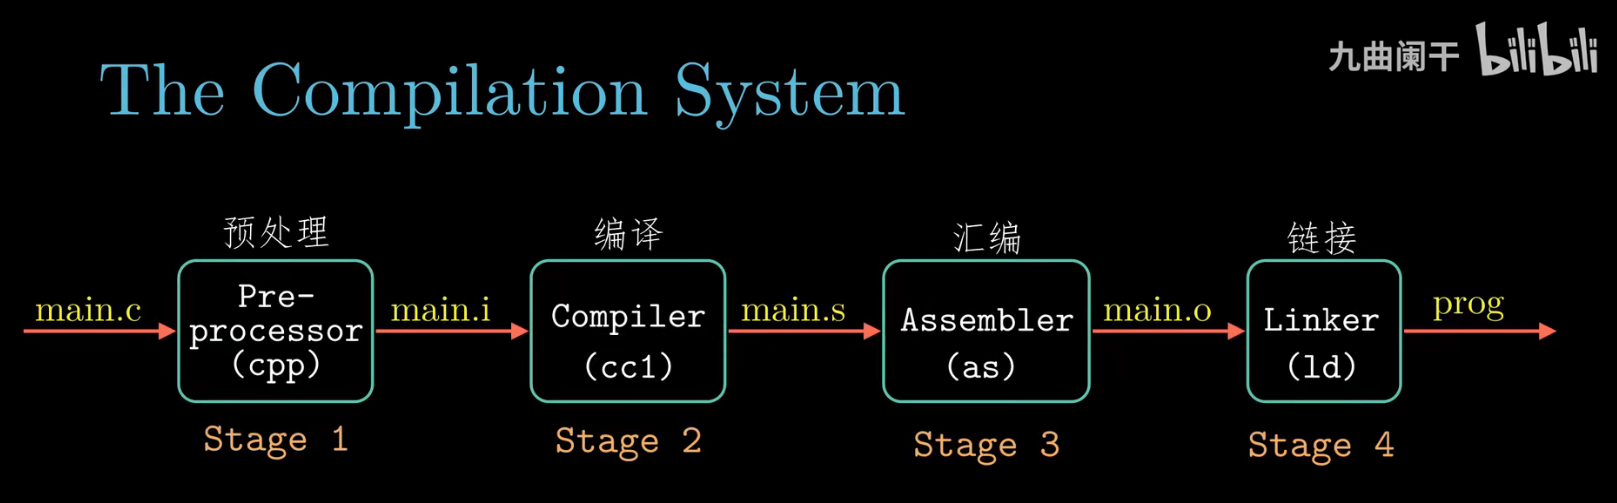 九曲阑干 bilibili
The Compilation System
预处理
编译
汇编
链接
main.c
Pre-
processor
(cpp)
main.i
Compiler
(cc1)
main.s
Assembler
(as)
main.o
Linker
(ld)
prog
Stage 1
Stage 2
Stage 3
Stage 4